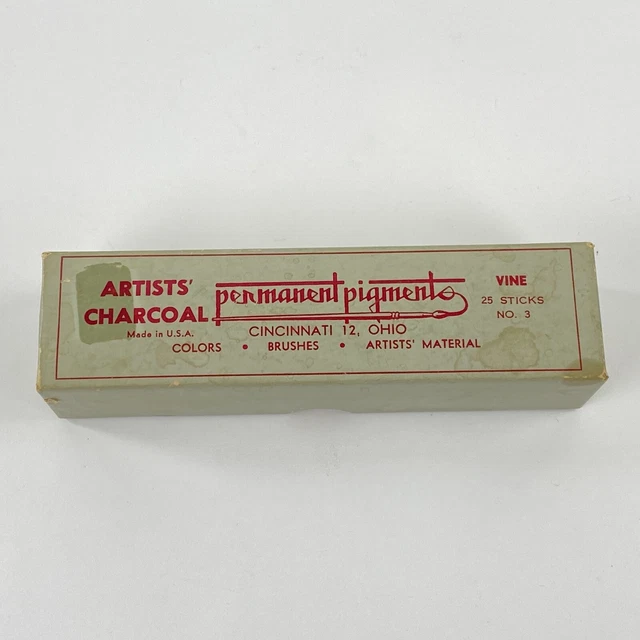 ARTISTS'
CHARCOAL
Made in U.S.A.
permanent pigments
CINCINNATI 12, OHIO
COLORS • BRUSHES • ARTISTS' MATERIAL
VINE
25 STICKS
NO. 3